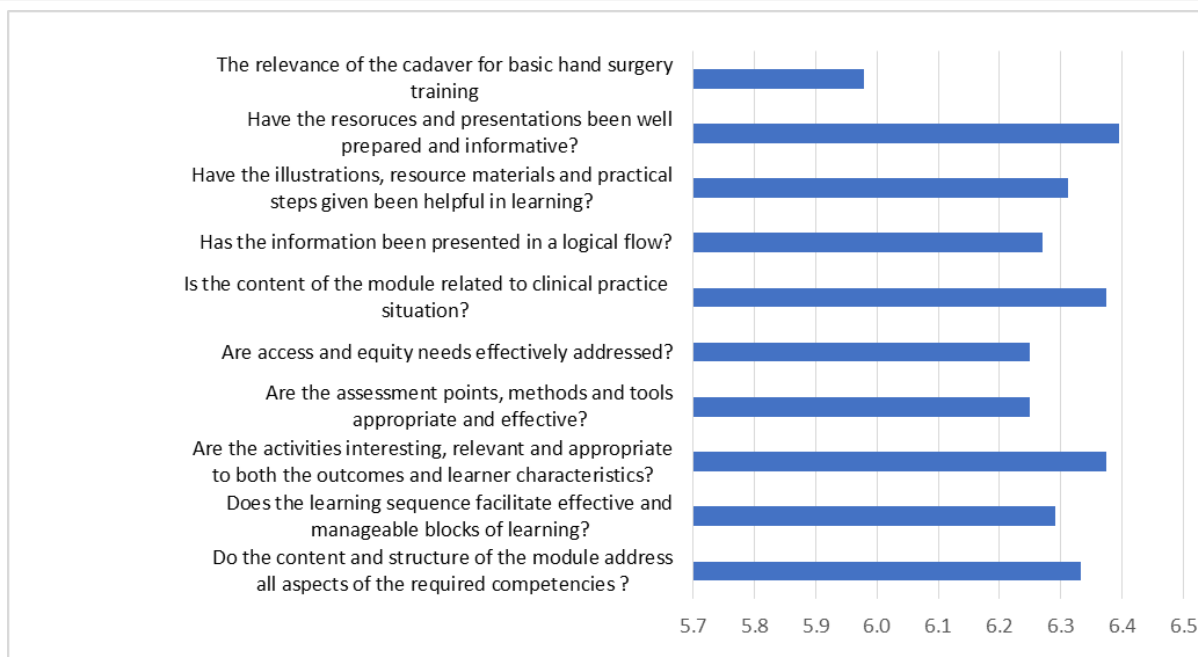 The relevance of the cadaver for basic hand surgery
training
Have the resoruces and presentations been well
prepared and informative?
Have the illustrations, resource materials and practical
steps given been helpful in learning?
Has the information been presented in a logical flow?
Is the content of the module related to clinical practice
situation?
Are access and equity needs effectively addressed?
Are the assessment points, methods and tools
appropriate and effective?
Are the activities interesting, relevant and appropriate
to both the outcomes and learner characteristics?
Does the learning sequence facilitate effective and
manageable blocks of learning?
Do the content and structure of the module address
all aspects of the required competencies ?
5.7 5.8 5.9 6.0 6.1 6.2 6.3 6.4 6.5